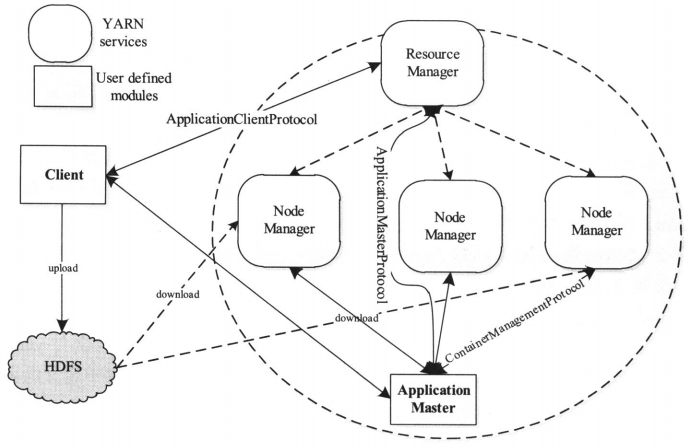 YARN
services
User defined
modules
Resource
Manager
ApplicationClientProtocol
Client
ApplicationMasterProtocol
Node
Manager
Node
Manager
Node
Manager
upload
download
download
ContainerManagementProtocol
HDFS
Application
Master